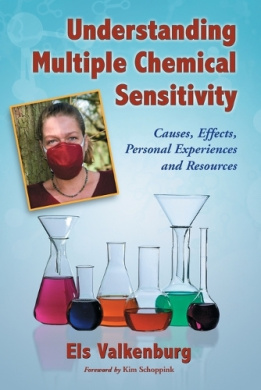 Understanding
Multiple Chemical
Sensitivity
Causes, Effects,
Personal Experiences
and Resources
Els Valkenburg
Foreword by Kim Schoppink